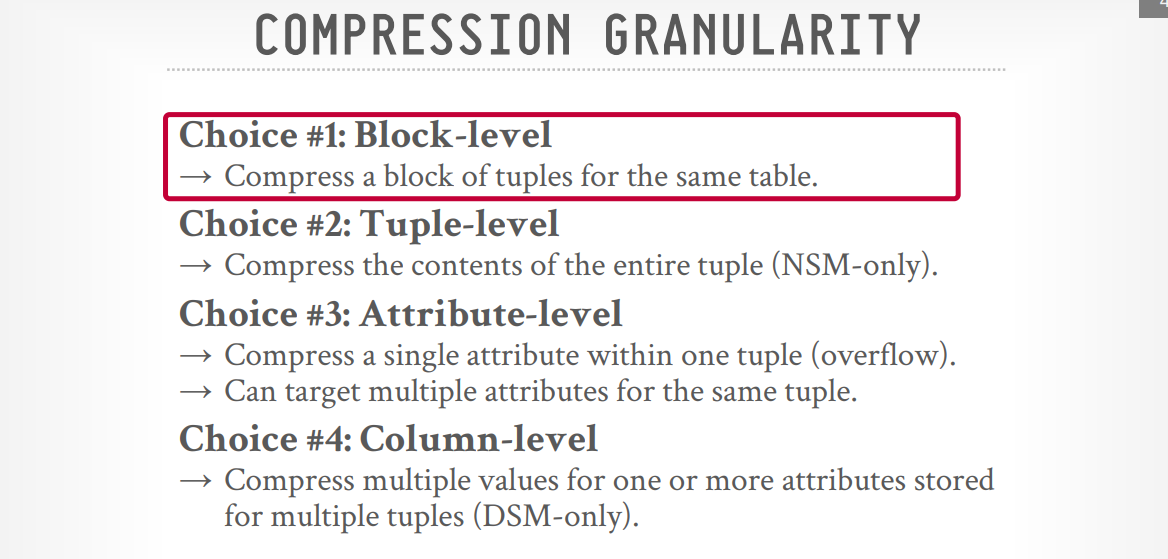 COMPRESSION GRANULARITY
Choice #1: Block-level
→ Compress a block of tuples for the same table.
Choice #2: Tuple-level
→ Compress the contents of the entire tuple (NSM-only).
Choice #3: Attribute-level
→ Compress a single attribute within one tuple (overflow).
→ Can target multiple attributes for the same tuple.
Choice #4: Column-level
→ Compress multiple values for one or more attributes stored
for multiple tuples (DSM-only).